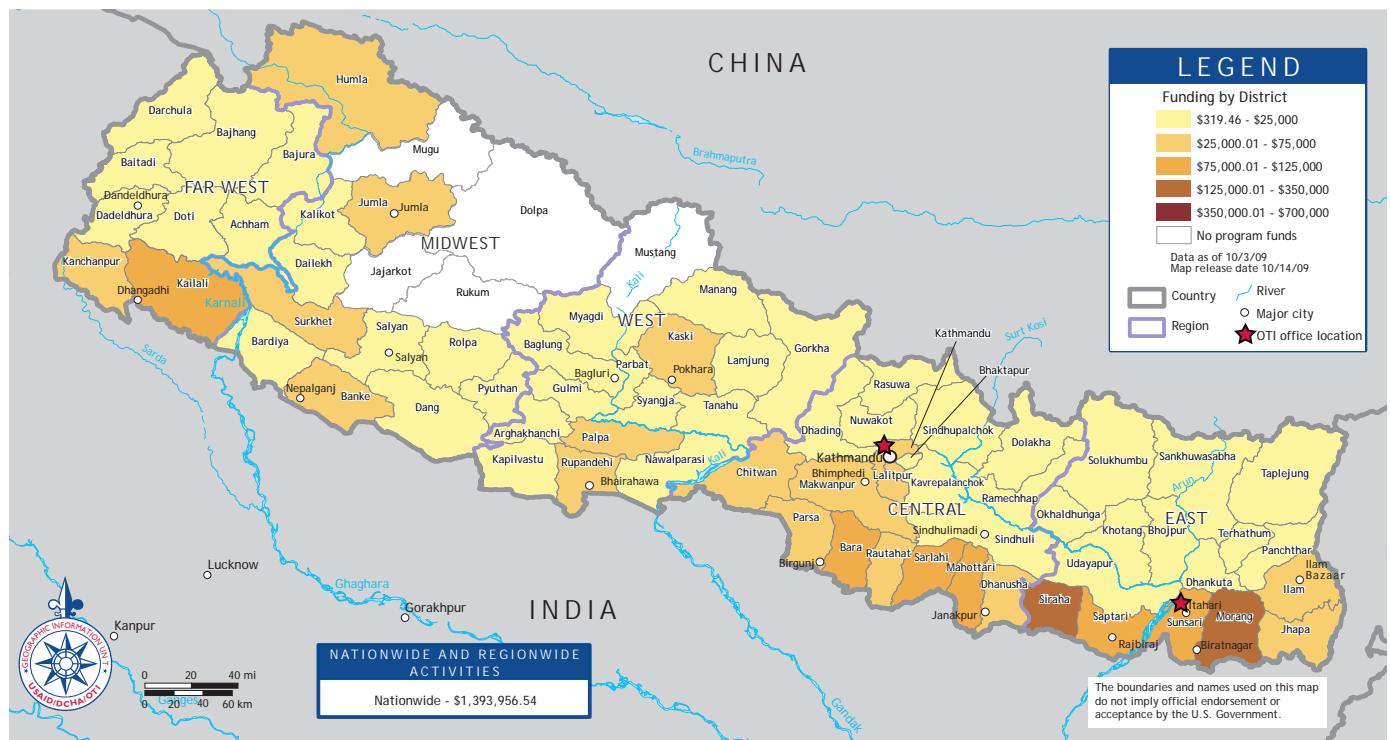 CHINA
LEGEND
Funding by District
$319.46 - $25,000
$25,000.01 - $75,000
$75,000.01 - $125,000
$125,000.01 - $350,000
$350,000.01 - $700,000
No program funds
Data as of 10/3/09
Map release date 10/14/09
Country
River
Major city
Region
OTI office location
Humla
Darchula
Bajhang
Mugu
Bajura
Baitadi
Brahmaputra
FAR WEST
Dandeldhura
Jumla
Jumla
Dolpa
Dadeldhura
Doti
Achham
Kalikot
MIDWEST
Mustang
Kanchanpur
Dailekh
Jajarkot
Kailali
Dhangadhi
Karnali
Rukum
Kali
Manang
Surkhet
Salyan
Myagdi
WEST
Kathmandu
Surt Kosi
Bardiya
Salyan
Rolpa
Baglung
Kaski
Gorkha
Sarda
Parbat
Lamjung
Bhaktapur
Bagluri
Pokhara
Nepalganj
Banke
Dang
Pyuthan
Gulmi
Syangja
Tanahu
Rasuwa
Nuwakot
Dhading
Sindhupalchok
Dolakha
Arghakhanchi
Palpa
Kapilvastu
Rupandehi
Nawalparasi
Kali
Chitwan
Kathmandu
Bhimphedi
Lalitpur
Makwanpur
Kavrepalanchok
Bhairahawa
Solukhumbu
Sankhuwasabha
Taplejung
Arun
Ramechhap
CENTRAL
Okhaldhunga
EAST
Parsa
Sindhulimadi
Khotang
Bhojpur
Terhathum
Bara
Sindhuli
Panchthar
Rautahat
Sarlahi
Mahottari
Udayapur
Birgunj
Ilam
Bazaar
Dhanusha
Dhankuta
Ilam
Lucknow
Siraha
Itahari
Ghaghara
Janakpur
Saptari
Sunsari
Morang
Jhapa
Gorakhpur
INDIA
Rajbiraj
Biratnagar
Kanpur
GEOGRAPHIC INFORMATION UNIT
USAID/DCHA/OTI
NATIONWIDE AND REGIONWIDE
ACTIVITIES
Nationwide - $1,393,956.54
0 20 40 mi
0 20 40 60 km
Ganges
Gandak
The boundaries and names used on this map
do not imply official endorsement or
acceptance by the U.S. Government.